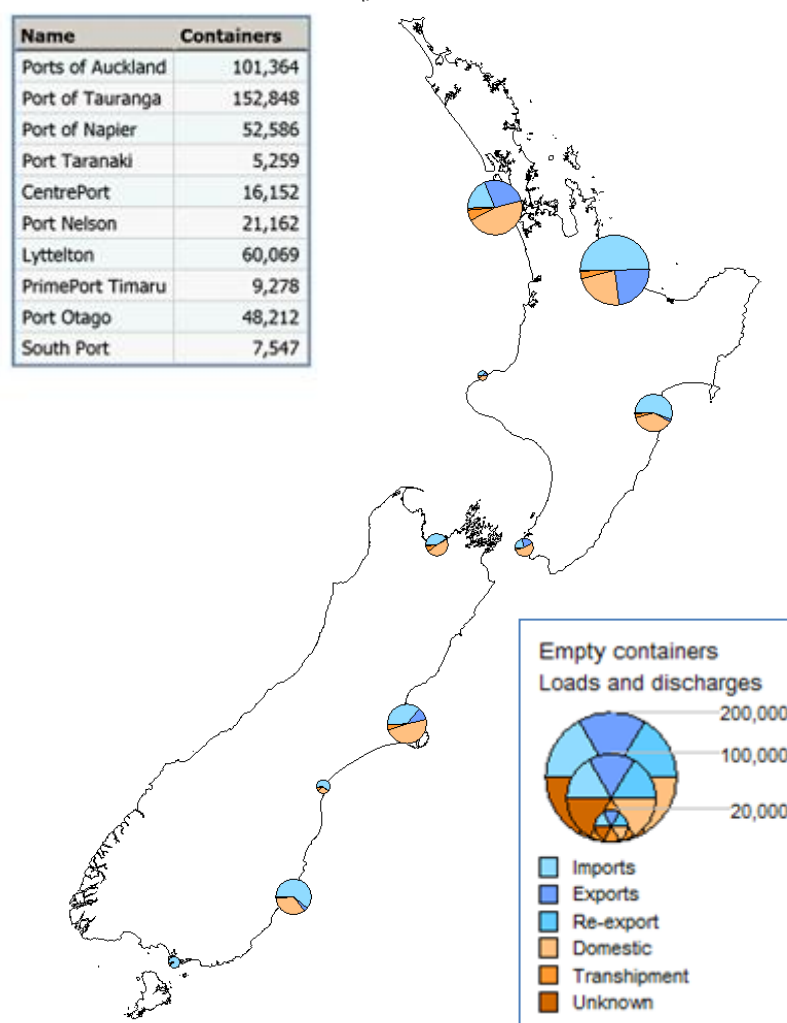 Name Containers
Ports of Auckland 101,364
Port of Tauranga 152,848
Port of Napier 52,586
Port Taranaki 5,259
CentrePort 16,152
Port Nelson 21,162
Lyttelton 60,069
PrimePort Timaru 9,278
Port Otago 48,212
South Port 7,547
Empty containers
Loads and discharges
200,000
100,000
20,000
Imports
Exports
Re-export
Domestic
Transhipment
Unknown